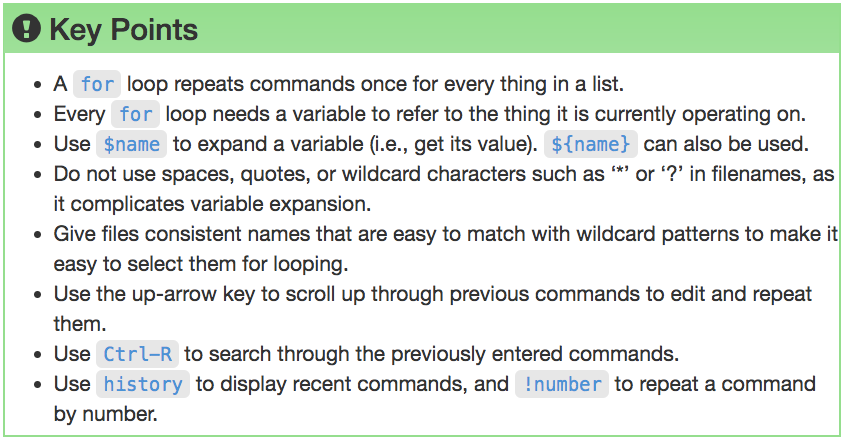 Key Points
• A for loop repeats commands once for every thing in a list.
• Every for loop needs a variable to refer to the thing it is currently operating on.
• Use $name to expand a variable (i.e., get its value). ${name} can also be used.
• Do not use spaces, quotes, or wildcard characters such as ‘*’ or ‘?’ in filenames, as
it complicates variable expansion.
• Give files consistent names that are easy to match with wildcard patterns to make it
easy to select them for looping.
• Use the up-arrow key to scroll up through previous commands to edit and repeat
them.
• Use Ctrl-R to search through the previously entered commands.
• Use history to display recent commands, and !number to repeat a command
by number.